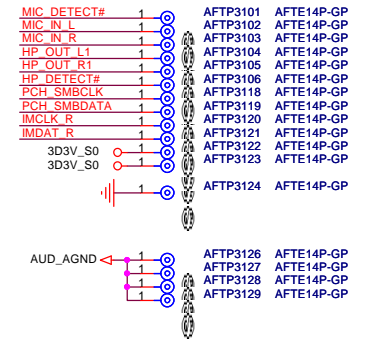 MIC_DETECT# 1 AFTP3101 AFTE14P-GP
MIC_IN_L 1 AFTP3102 AFTE14P-GP
MIC_IN_R 1 AFTP3103 AFTE14P-GP
HP_OUT_L1 1 AFTP3104 AFTE14P-GP
HP_OUT_R1 1 AFTP3105 AFTE14P-GP
HP_DETECT# 1 AFTP3106 AFTE14P-GP
PCH_SMBCLK 1 AFTP3118 AFTE14P-GP
PCH_SMBDATA 1 AFTP3119 AFTE14P-GP
IMCLK_R 1 AFTP3120 AFTE14P-GP
IMDAT_R 1 AFTP3121 AFTE14P-GP
3D3V_S0 1 AFTP3122 AFTE14P-GP
3D3V_S0 1 AFTP3123 AFTE14P-GP
1 AFTP3124 AFTE14P-GP
AUD_AGND 1 AFTP3126 AFTE14P-GP
1 AFTP3127 AFTE14P-GP
1 AFTP3128 AFTE14P-GP
1 AFTP3129 AFTE14P-GP